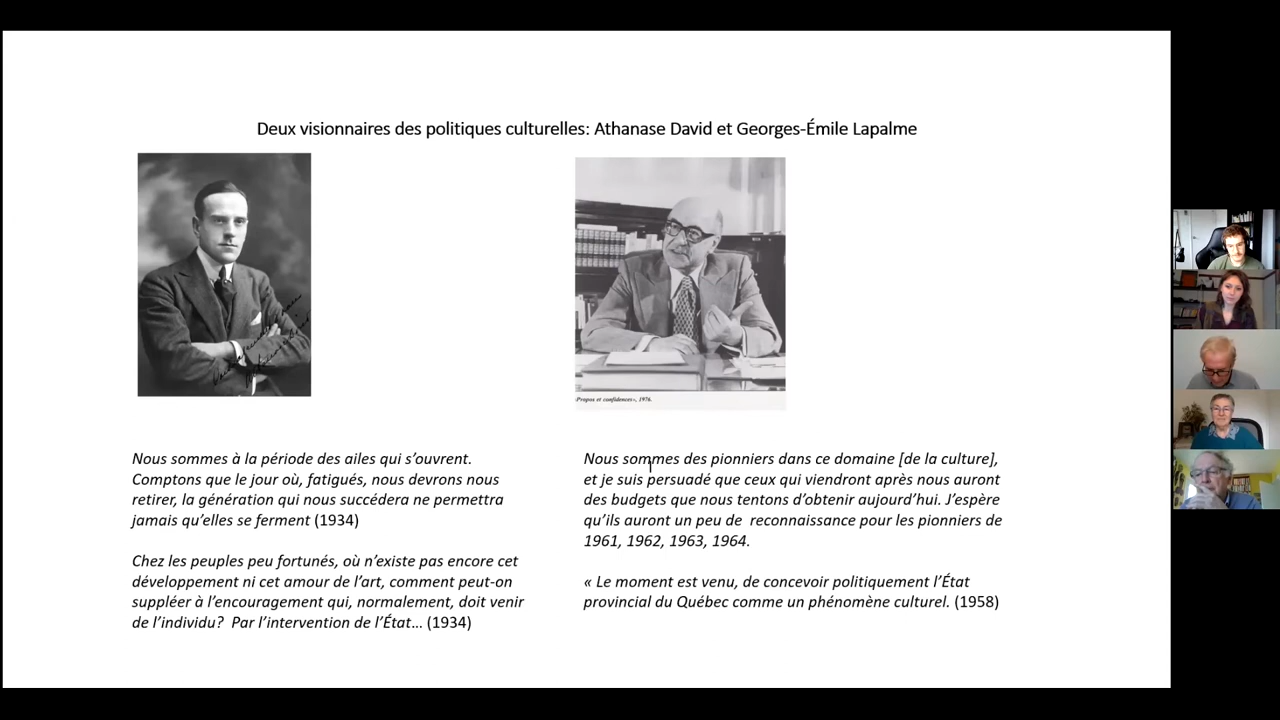 Deux visionnaires des politiques culturelles: Athanase David et Georges-Émile Lapalme
«Propos et confidences», 1976.
Nous sommes à la période des ailes qui s’ouvrent.
Comptons que le jour où, fatigués, nous devrons nous
retirer, la génération qui nous succédera ne permettra
jamais qu’elles se ferment (1934)
Chez les peuples peu fortunés, où n’existe pas encore cet
développement ni cet amour de l’art, comment peut-on
suppléer à l’encouragement qui, normalement, doit venir
de l’individu? Par l’intervention de l’État… (1934)
Nous sommes des pionniers dans ce domaine [de la culture],
et je suis persuadé que ceux qui viendront après nous auront
des budgets que nous tentons d’obtenir aujourd’hui. J’espère
qu’ils auront un peu de reconnaissance pour les pionniers de
1961, 1962, 1963, 1964.
« Le moment est venu, de concevoir politiquement l’État
provincial du Québec comme un phénomène culturel. (1958)